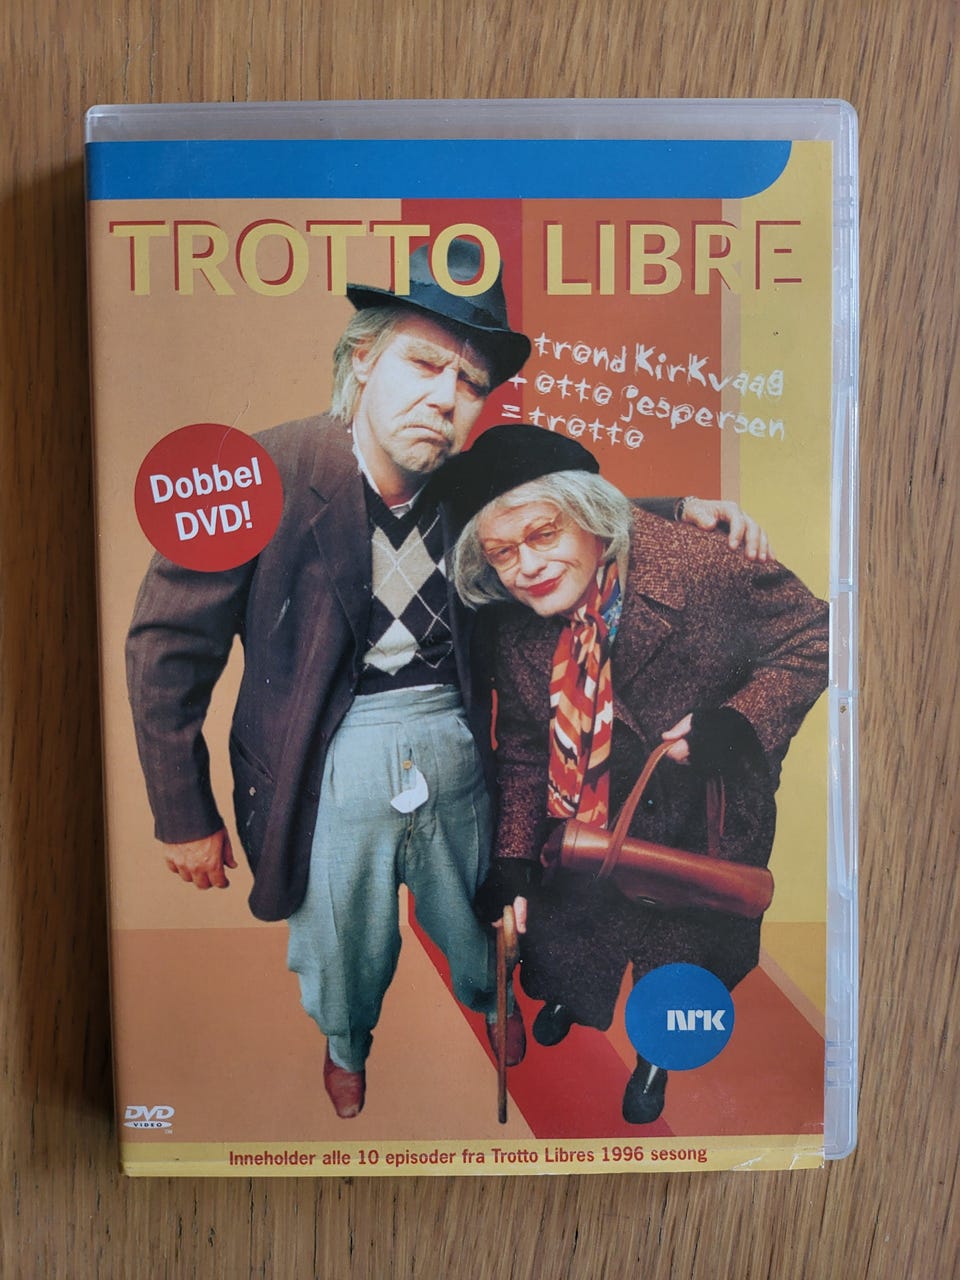 TROTTO LIBRE
trond Kirkvaag
+ otto jespersen
= trotto
Dobbel
DVD!
NRK
DVD
VIDEO
Inneholder alle 10 episoder fra Trotto Libres 1996 sesong